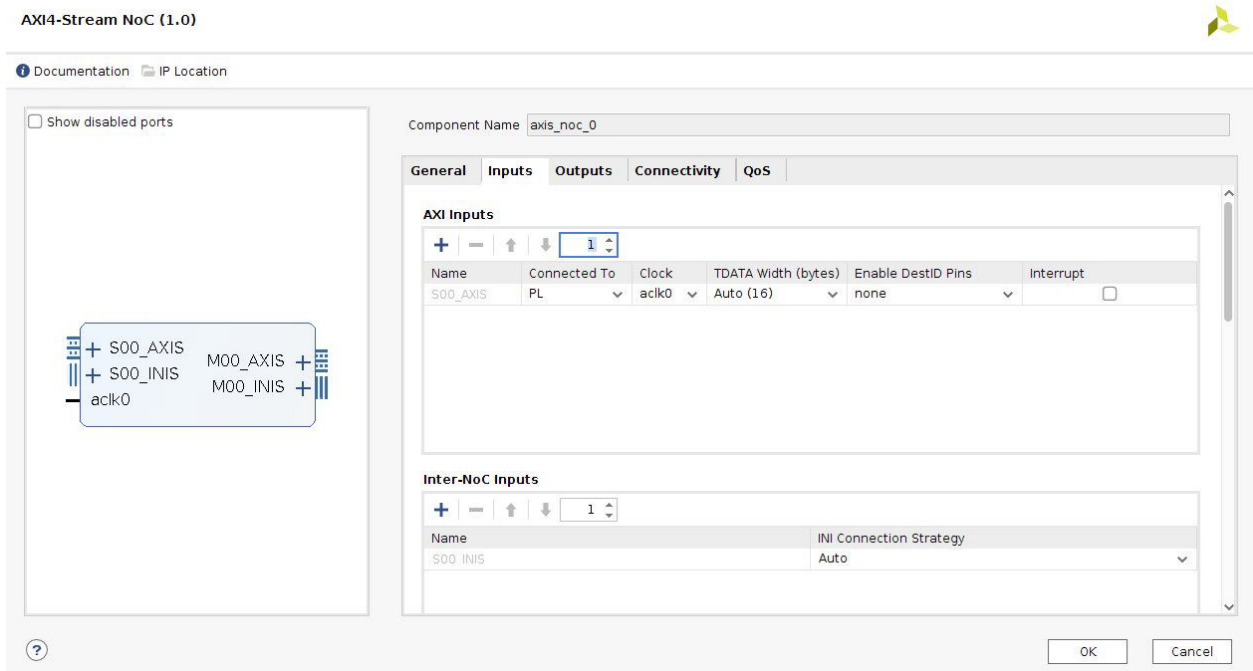 AXI4-Stream NoC (1.0)
Documentation IP Location
Show disabled ports
S00_AXIS
S00_INIS
aclk0
M00_AXIS
M00_INIS
Component Name axis_noc_0
General Inputs Outputs Connectivity QoS
AXI Inputs
1
Name Connected To Clock TDATA Width (bytes) Enable DestID Pins Interrupt
S00_AXIS PL aclk0 Auto (16) none
Inter-NoC Inputs
1
Name INI Connection Strategy
S00_INIS Auto
? OK Cancel